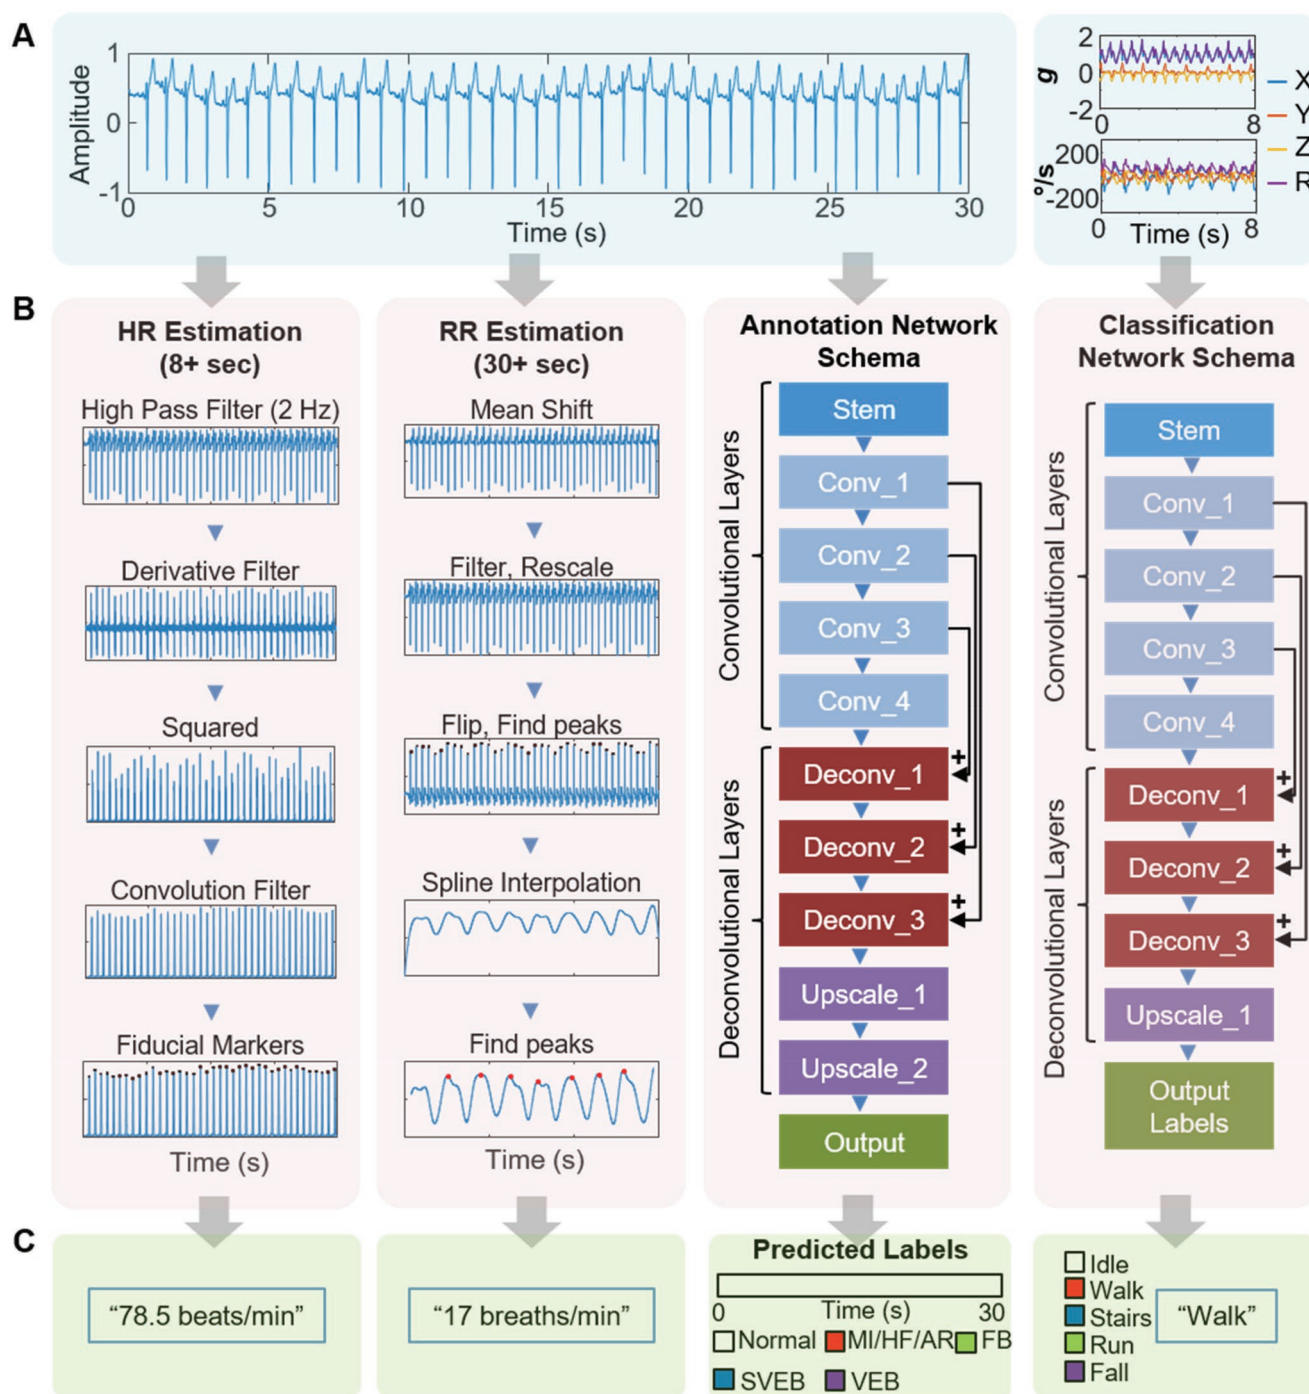 A
Amplitude
1
0
-1
0
5
10
15
20
25
30
Time (s)
g
2
0
-2
0
8
°/s
200
-200
0
Time (s)
8
X
Y
Z
R
B
HR Estimation
(8+ sec)
High Pass Filter (2 Hz)
Derivative Filter
Squared
Convolution Filter
Fiducial Markers
Time (s)
RR Estimation
(30+ sec)
Mean Shift
Filter, Rescale
Flip, Find peaks
Spline Interpolation
Find peaks
Time (s)
Annotation Network
Schema
Convolutional Layers
Stem
Conv_1
Conv_2
Conv_3
Conv_4
Deconvolutional Layers
Deconv_1
+
Deconv_2
+
Deconv_3
+
Upscale_1
Upscale_2
Output
Classification
Network Schema
Convolutional Layers
Stem
Conv_1
Conv_2
Conv_3
Conv_4
Deconvolutional Layers
Deconv_1
+
Deconv_2
+
Deconv_3
+
Upscale_1
Output
Labels
C
“78.5 beats/min”
“17 breaths/min”
Predicted Labels
0
Time (s)
30
Normal
MI/HF/AR
FB
SVEB
VEB
Idle
Walk
Stairs
Run
Fall
“Walk”